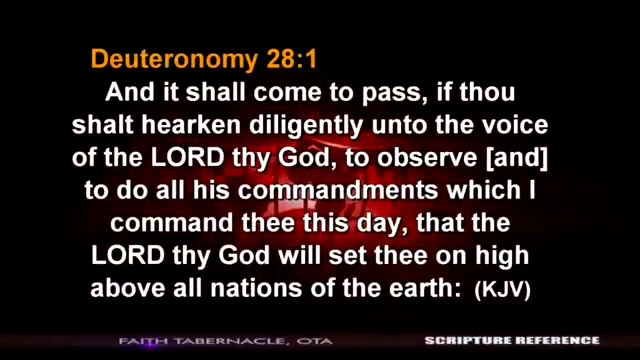 Deuteronomy 28:1
And it shall come to pass, if thou
shalt hearken diligently unto the voice
of the LORD thy God, to observe [and]
to do all his commandments which I
command thee this day, that the
LORD thy God will set thee on high
above all nations of the earth: (KJV)
FAITH TABERNACLE, OTA
SCRIPTURE REFERENCE